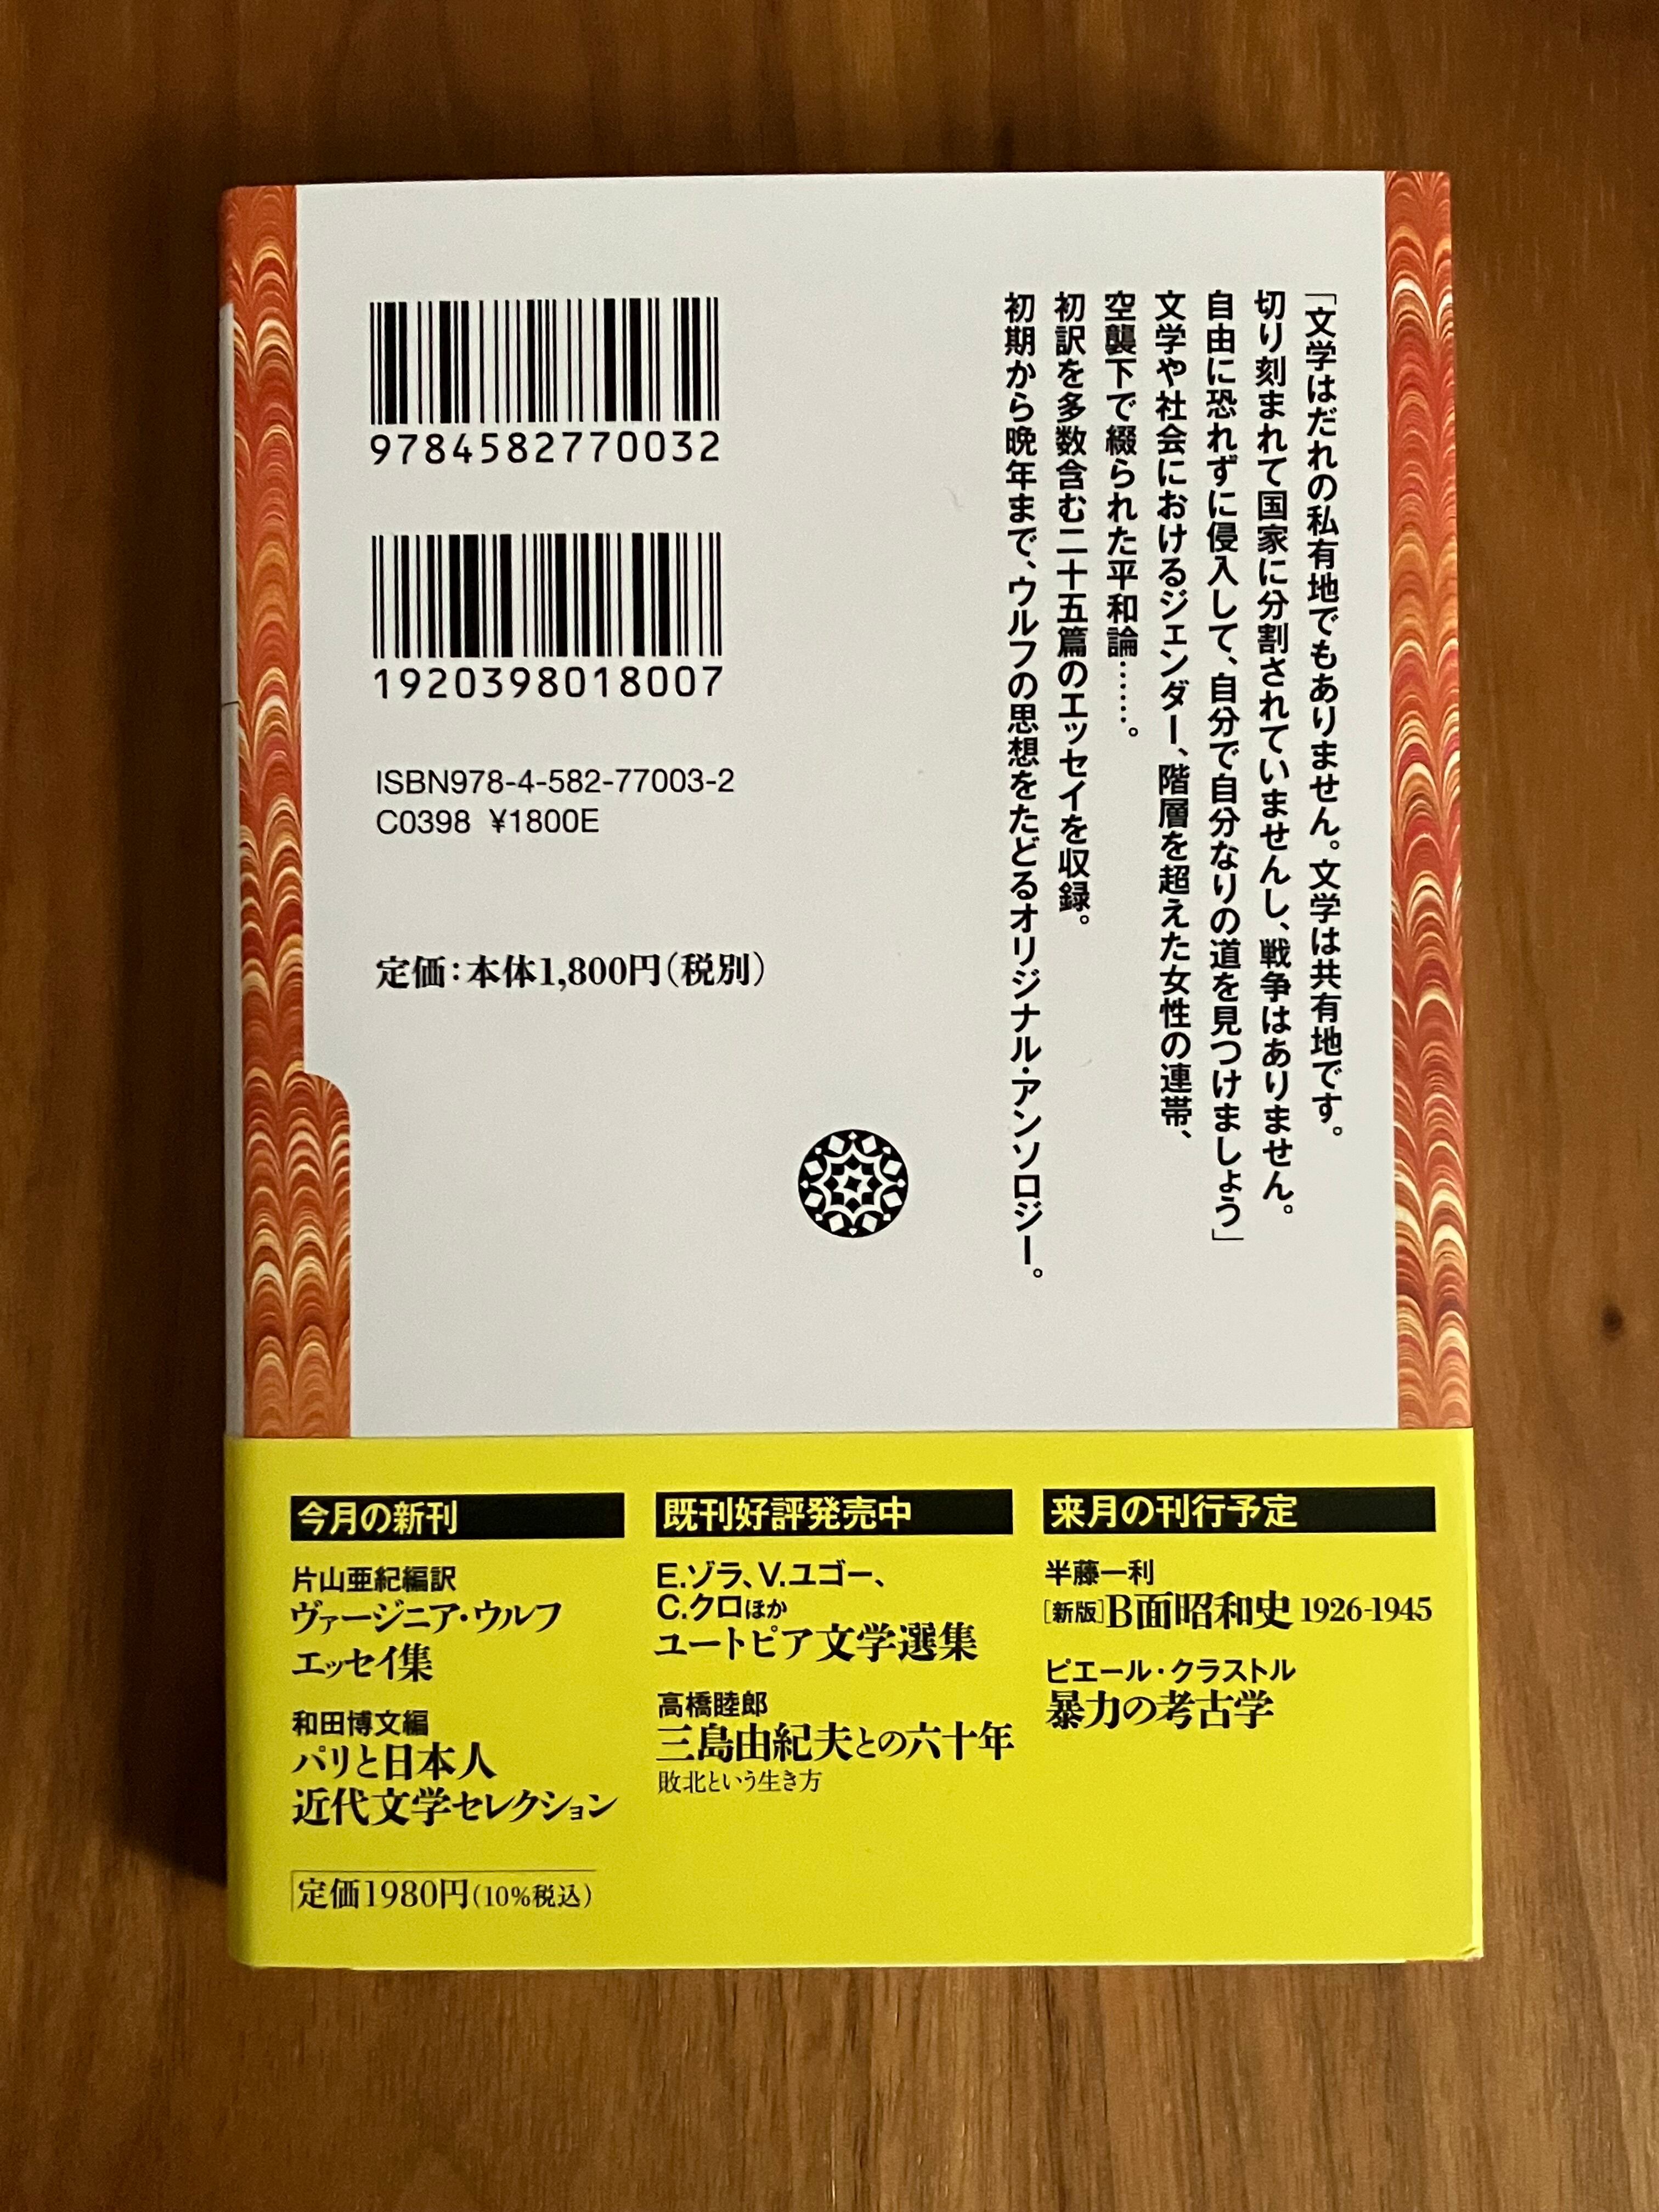 「文学はだれの私有地でもありません。文学は共有地です。
切り刻まれて国家に分割されていませんし、戦争はありません。
自由に恐れずに侵入して、自分で自分なりの道を見つけましょう」
文学や社会におけるジェンダー、階層を超えた女性の連帯、
空襲下で綴られた平和論……。
初訳を多数含む二十五篇のエッセイを収録。
初期から晩年まで、ウルフの思想をたどるオリジナル・アンソロジー。
9784582770032
1920398018007
ISBN978-4-582-77003-2
C0398 ¥1800E
定価：本体1,800円（税別）
今月の新刊
片山亜紀編訳
ヴァージニア・ウルフ
エッセイ集
和田博文編
パリと日本人
近代文学セレクション
定価1980円（10%税込）
既刊好評発売中
E.ゾラ、V.ユゴー、
C.クロほか
ユートピア文学選集
高橋睦郎
三島由紀夫との六十年
敗北という生き方
来月の刊行予定
半藤一利
［新版］B面昭和史 1926-1945
ピエール・クラストル
暴力の考古学